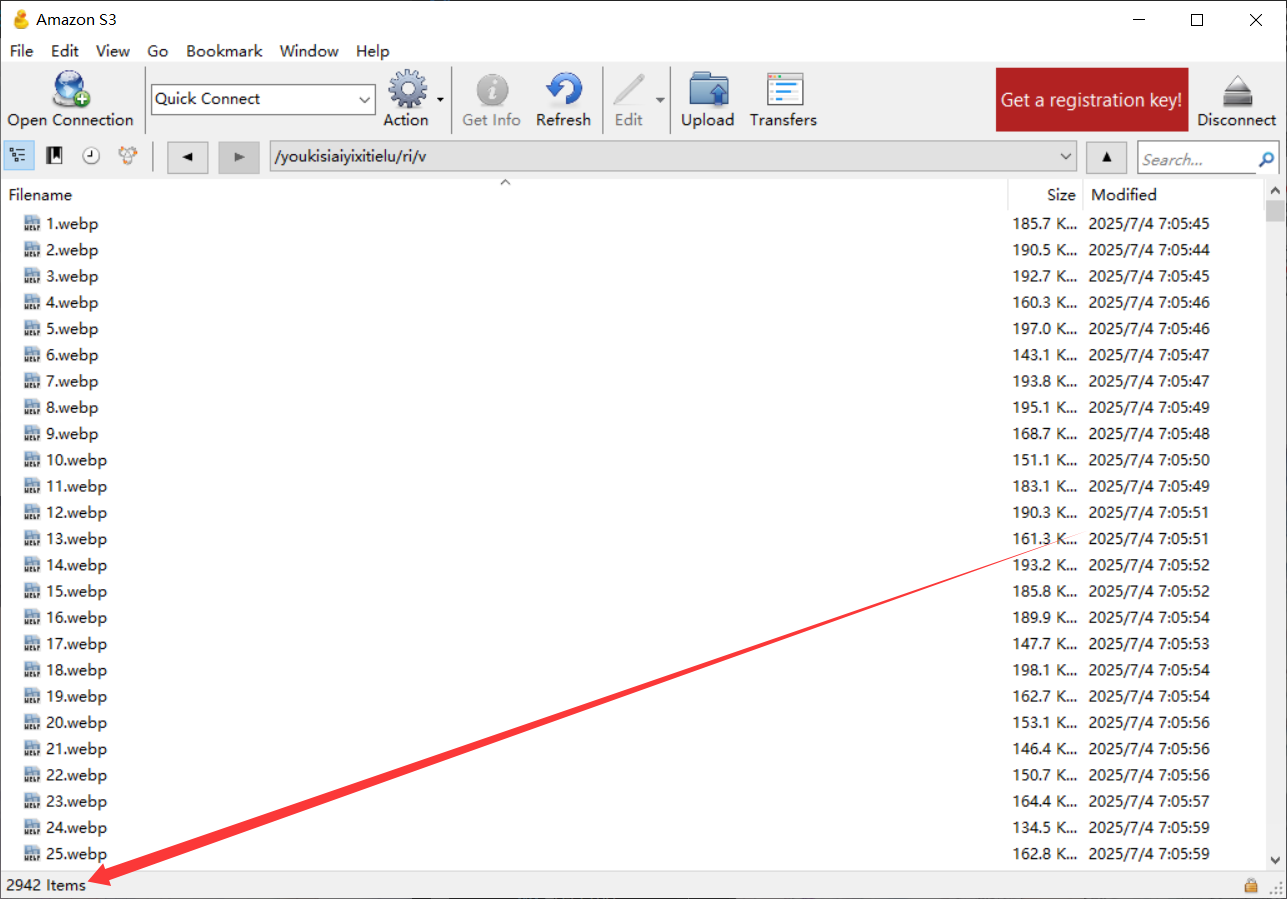 Amazon S3
File Edit View Go Bookmark Window Help
Open Connection Quick Connect Action Get Info Refresh Edit Upload Transfers Get a registration key! Disconnect
/youkisiaiyixitielu/ri/v Search...
Filename Size Modified
1.webp 185.7 K... 2025/7/4 7:05:45
2.webp 190.5 K... 2025/7/4 7:05:44
3.webp 192.7 K... 2025/7/4 7:05:45
4.webp 160.3 K... 2025/7/4 7:05:46
5.webp 197.0 K... 2025/7/4 7:05:46
6.webp 143.1 K... 2025/7/4 7:05:47
7.webp 193.8 K... 2025/7/4 7:05:47
8.webp 195.1 K... 2025/7/4 7:05:49
9.webp 168.7 K... 2025/7/4 7:05:48
10.webp 151.1 K... 2025/7/4 7:05:50
11.webp 183.1 K... 2025/7/4 7:05:49
12.webp 190.3 K... 2025/7/4 7:05:51
13.webp 161.3 K... 2025/7/4 7:05:51
14.webp 193.2 K... 2025/7/4 7:05:52
15.webp 185.8 K... 2025/7/4 7:05:52
16.webp 189.9 K... 2025/7/4 7:05:54
17.webp 147.7 K... 2025/7/4 7:05:53
18.webp 198.1 K... 2025/7/4 7:05:54
19.webp 162.7 K... 2025/7/4 7:05:54
20.webp 153.1 K... 2025/7/4 7:05:56
21.webp 146.4 K... 2025/7/4 7:05:56
22.webp 150.7 K... 2025/7/4 7:05:56
23.webp 164.4 K... 2025/7/4 7:05:57
24.webp 134.5 K... 2025/7/4 7:05:59
25.webp 162.8 K... 2025/7/4 7:05:59
2942 Items